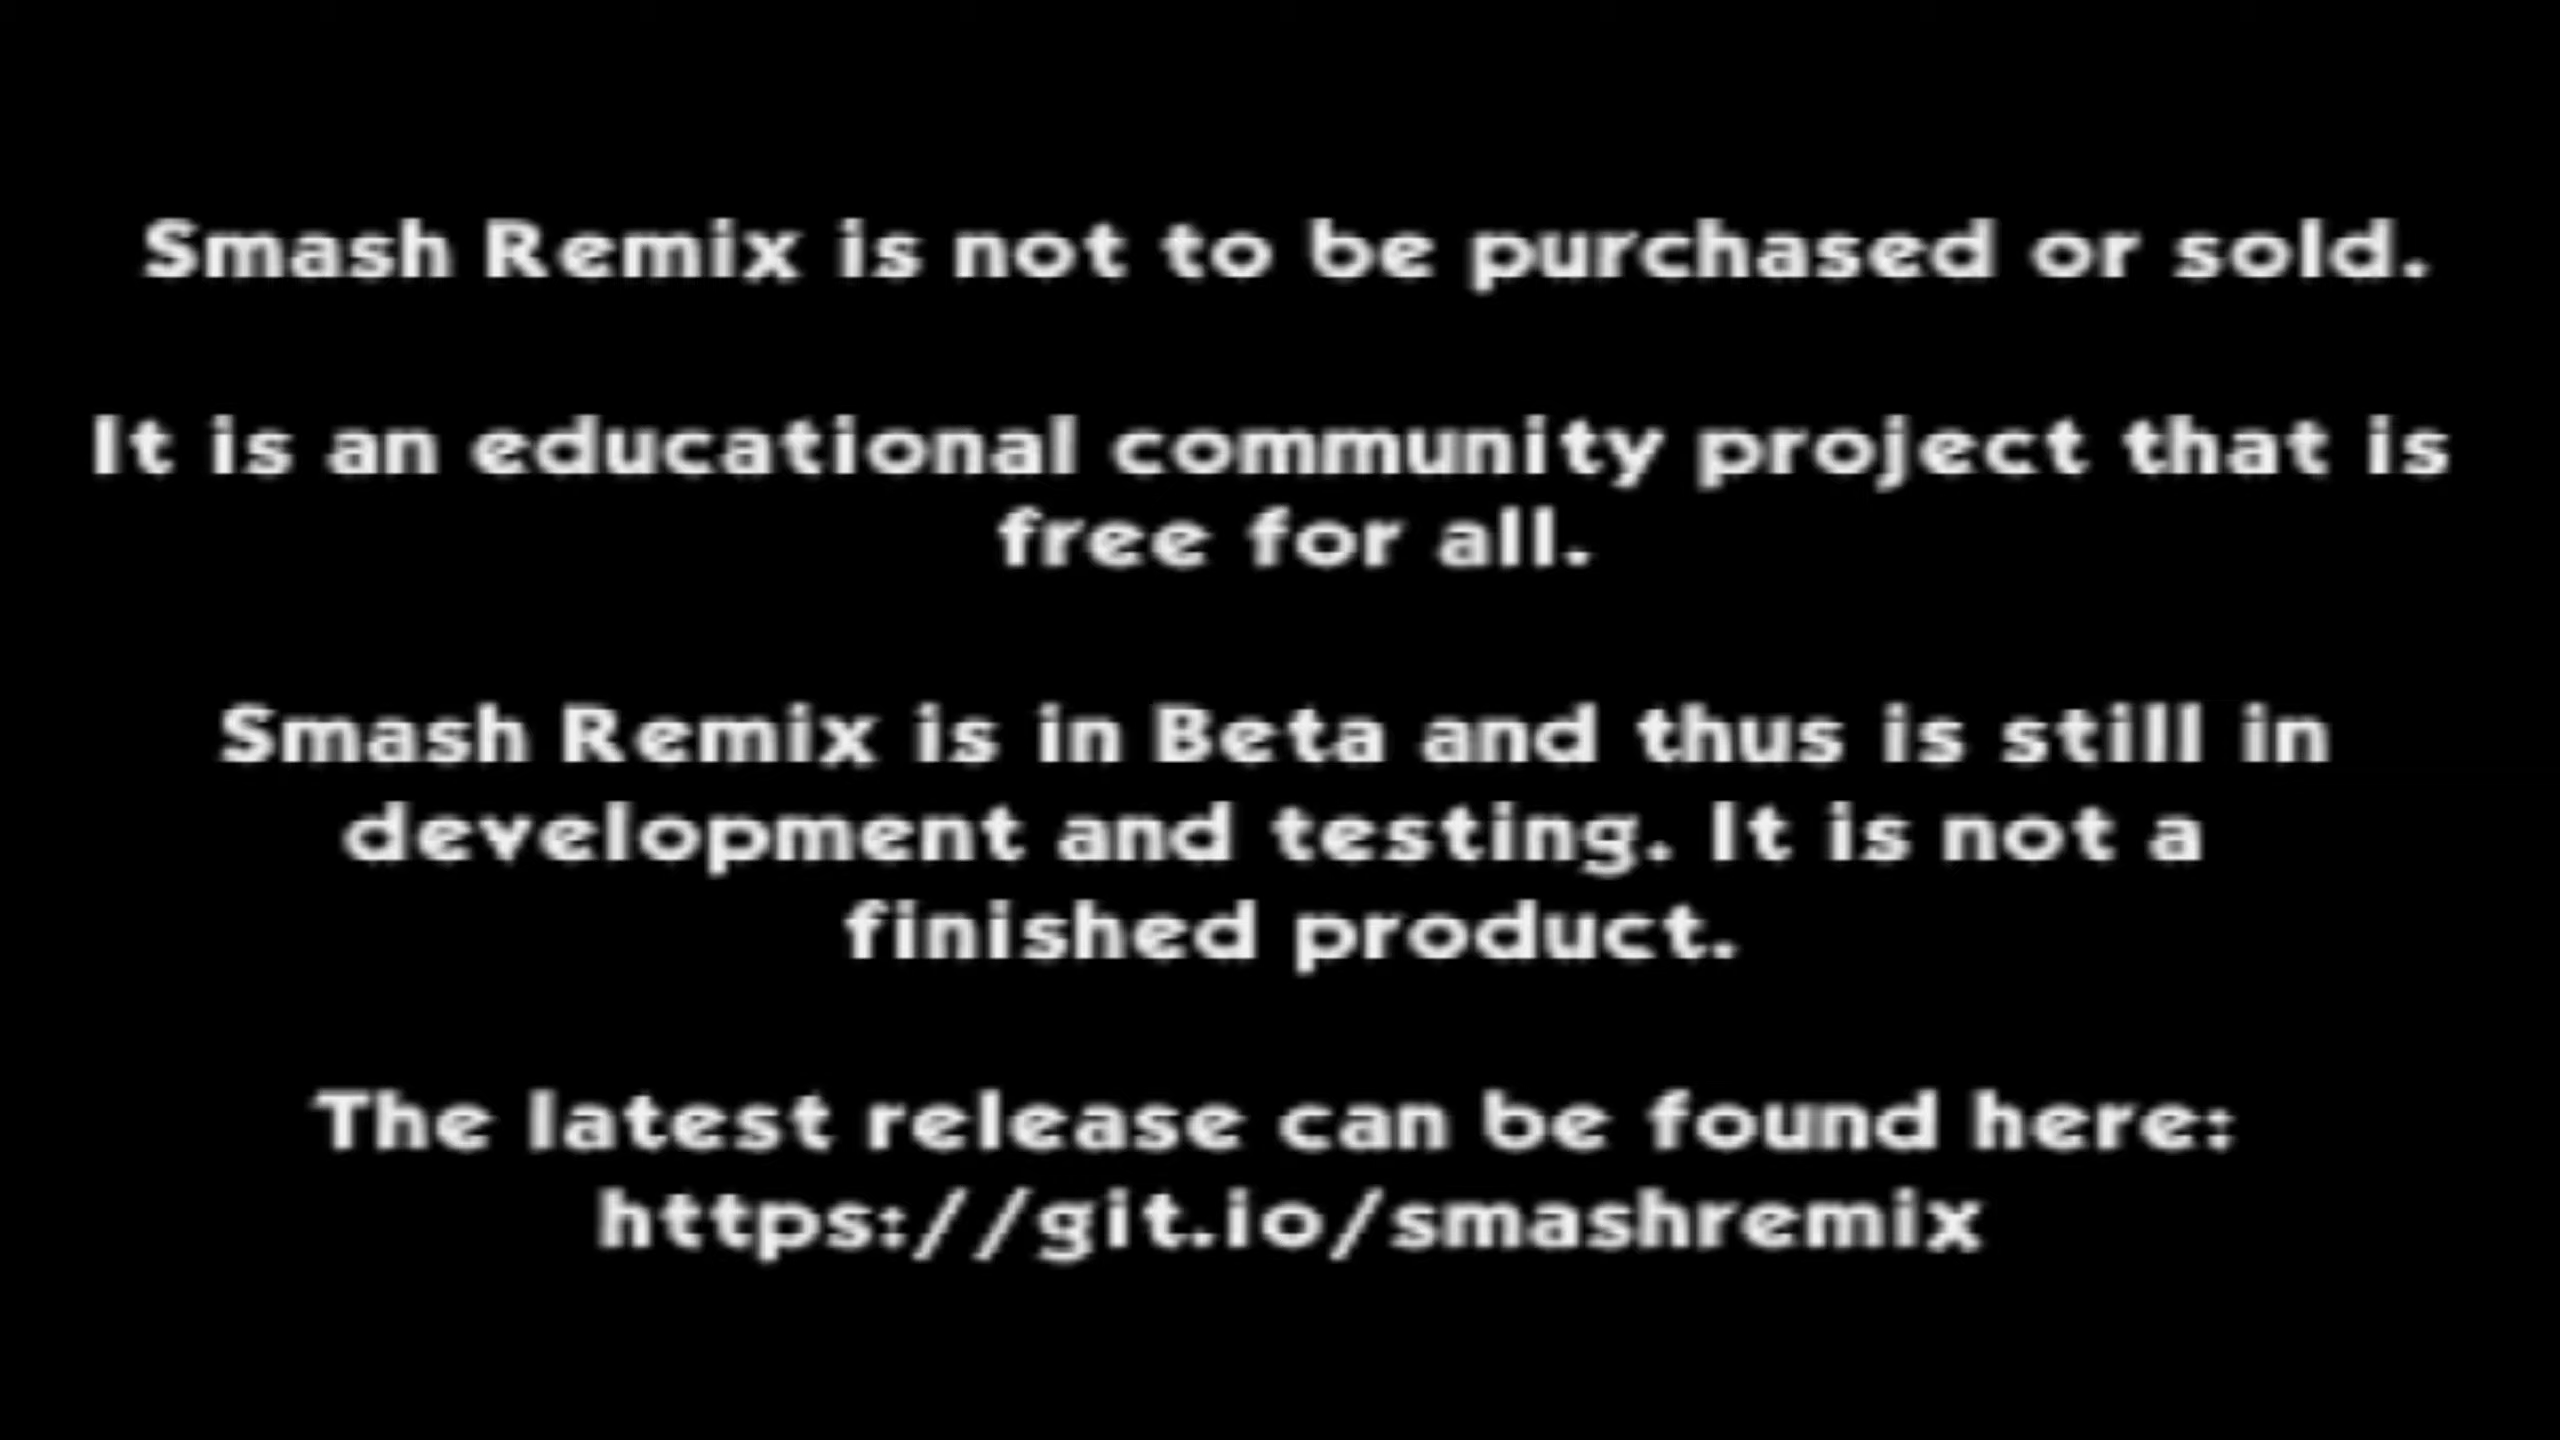 Smash Remix is not to be purchased or sold.
It is an educational community project that is
free for all.
Smash Remix is in Beta and thus is still in
development and testing. It is not a
finished product.
The latest release can be found here:
https://git.io/smashremix